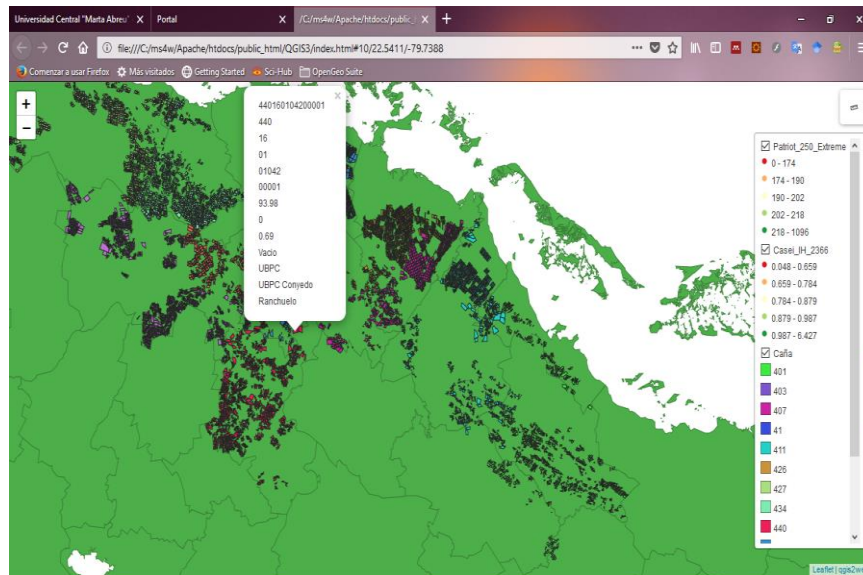 Universidad Central "Marta Abreu"
Portal
/C:/ms4w/Apache/htdocs/public_
file:///C:/ms4w/Apache/htdocs/public_html/QGIS3/index.html#10/22.5411/-79.7388
Comenzar a usar Firefox
Más visitados
Getting Started
Sci-Hub
OpenGeo Suite
+
−
440160104200001
440
16
01
01042
00001
93.98
0
0.69
Vacio
UBPC
UBPC Conyedo
Ranchuelo
Patriot_250_Extreme
0 - 174
174 - 190
190 - 202
202 - 218
218 - 1096
Casei_IH_2366
0.048 - 0.659
0.659 - 0.784
0.784 - 0.879
0.879 - 0.987
0.987 - 6.427
Caña
401
403
407
41
411
426
427
434
440
Leaflet | qgis2we